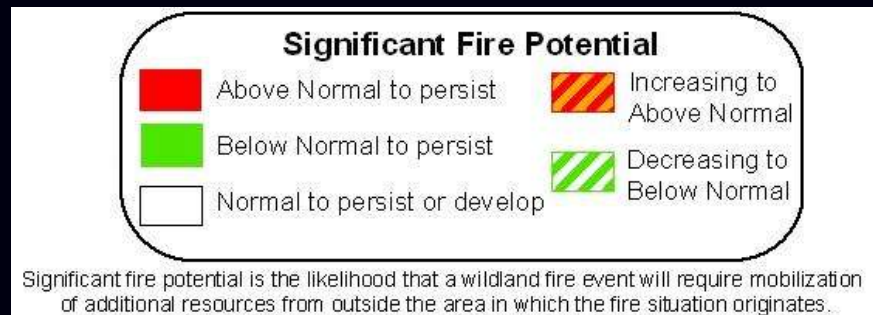 Significant Fire Potential
Above Normal to persist
Below Normal to persist
Normal to persist or develop
Increasing to
Above Normal
Decreasing to
Below Normal
Significant fire potential is the likelihood that a wildland fire event will require mobilization
of additional resources from outside the area in which the fire situation originates.